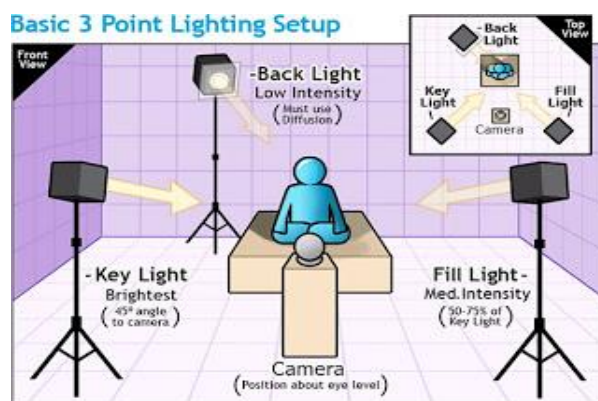 Basic 3 Point Lighting Setup
Front
View
-Back Light
Low Intensity
(Must use
Diffusion)
Top
View
-Back
Light
Key
Light
Fill
Light
Camera
-Key Light
Brightest
(45° angle
to camera)
Fill Light-
Med.Intensity
(50-75% of
Key Light)
Camera
(Position about eye level)